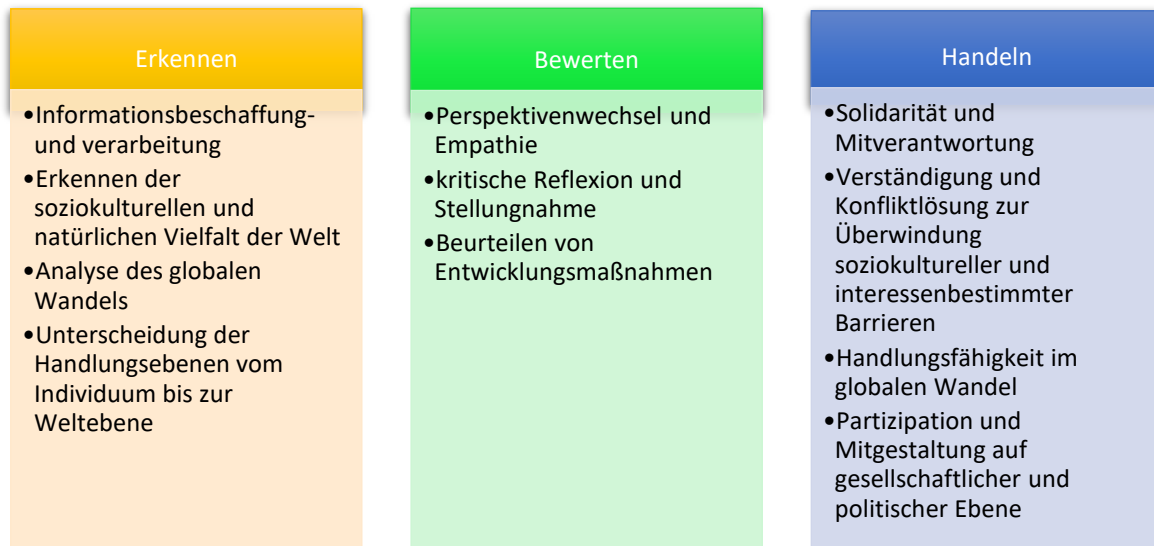 Erkennen
•Informationsbeschaffung-
und verarbeitung
•Erkennen der
soziokulturellen und
natürlichen Vielfalt der Welt
•Analyse des globalen
Wandels
•Unterscheidung der
Handlungsebenen vom
Individuum bis zur
Weltebene
Bewerten
•Perspektivenwechsel und
Empathie
•kritische Reflexion und
Stellungnahme
•Beurteilen von
Entwicklungsmaßnahmen
Handeln
•Solidarität und
Mitverantwortung
•Verständigung und
Konfliktlösung zur
Überwindung
soziokultureller und
interessenbestimmter
Barrieren
•Handlungsfähigkeit im
globalen Wandel
•Partizipation und
Mitgestaltung auf
gesellschaftlicher und
politischer Ebene